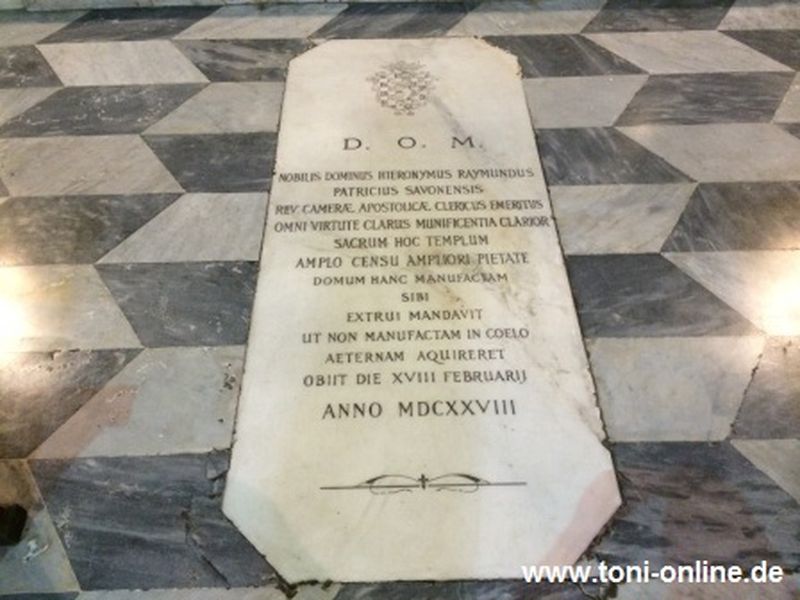 D. O. M.
NOBILIS DOMINUS HIERONYMUS RAYMUNDUS
PATRICIUS SAVONENSIS
REV CAMERÆ APOSTOLICÆ CLERICUS EMERITUS
OMNI VIRTUTE CLARUS MUNIFICENTIA CLARIOR
SACRUM HOC TEMPLUM
AMPLO CENSU AMPLIORI PIETATE
DOMUM HANC MANUFACTAM
SIBI
EXTRUI MANDAVIT
UT NON MANUFACTAM IN COELO
AETERNAM AQUIRERET
OBIIT DIE XVIII FEBRUARIJ
ANNO MDCXXVIII
www.toni-online.de